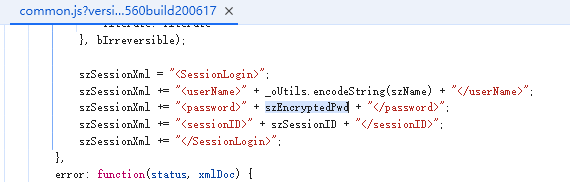 common.js?versi...560build200617 ×
}, bIrreversible);
szSessionXml = "<SessionLogin>";
szSessionXml += "<userName>" + _oUtils.encodeString(szName) + "</userName>";
szSessionXml += "<password>" + szEncryptedPwd + "</password>";
szSessionXml += "<sessionID>" + szSessionID + "</sessionID>";
szSessionXml += "</SessionLogin>";
},
error: function(status, xmlDoc) {